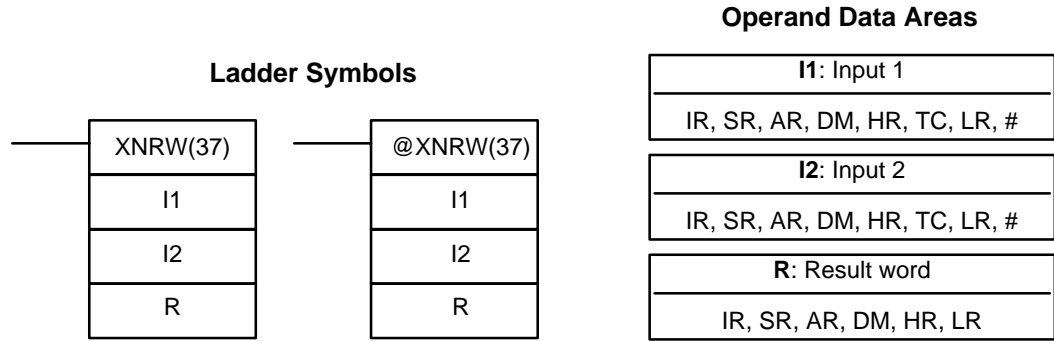 Ladder Symbols
XNRW(37)
I1
I2
R
@XNRW(37)
I1
I2
R
Operand Data Areas
I1: Input 1
IR, SR, AR, DM, HR, TC, LR, #
I2: Input 2
IR, SR, AR, DM, HR, TC, LR, #
R: Result word
IR, SR, AR, DM, HR, LR